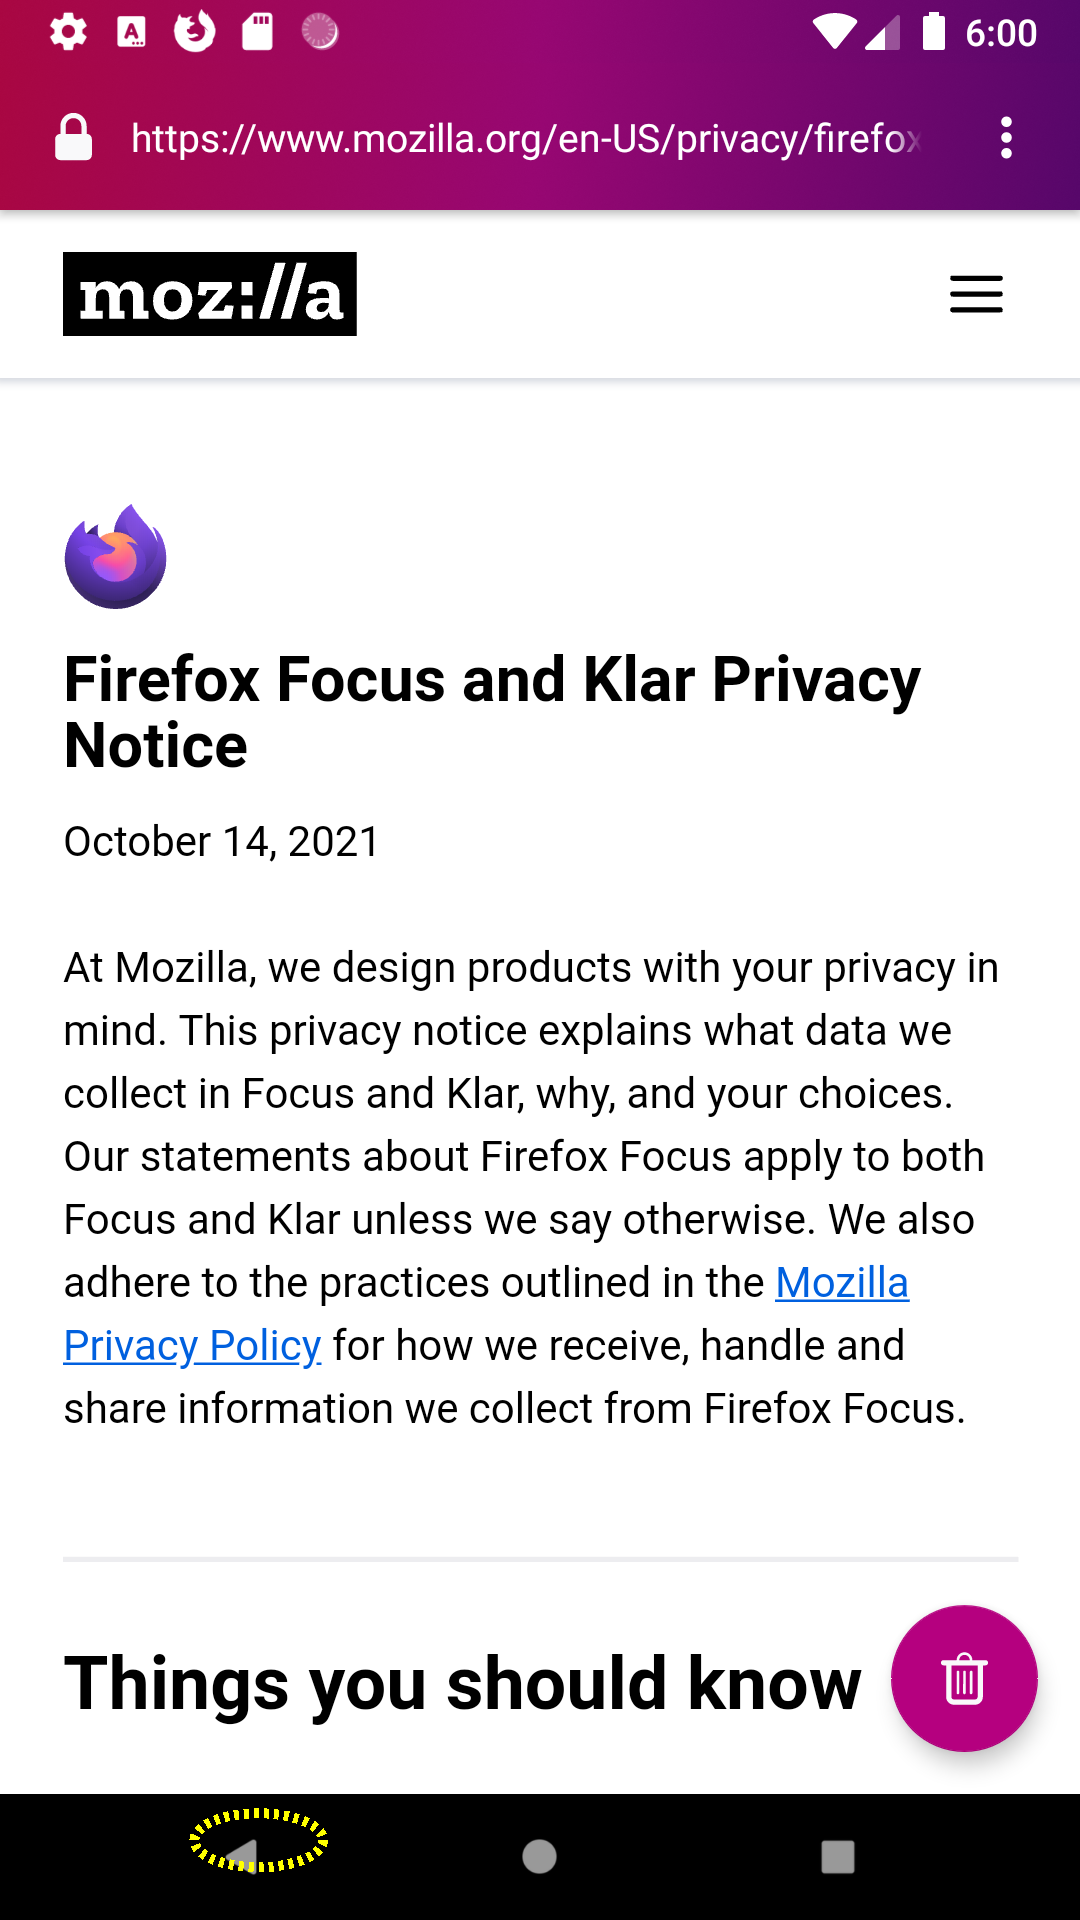 6:00
https://www.mozilla.org/en-US/privacy/firefox
moz://a
Firefox Focus and Klar Privacy
Notice
October 14, 2021
At Mozilla, we design products with your privacy in
mind. This privacy notice explains what data we
collect in Focus and Klar, why, and your choices.
Our statements about Firefox Focus apply to both
Focus and Klar unless we say otherwise. We also
adhere to the practices outlined in the Mozilla
Privacy Policy for how we receive, handle and
share information we collect from Firefox Focus.
Things you should know